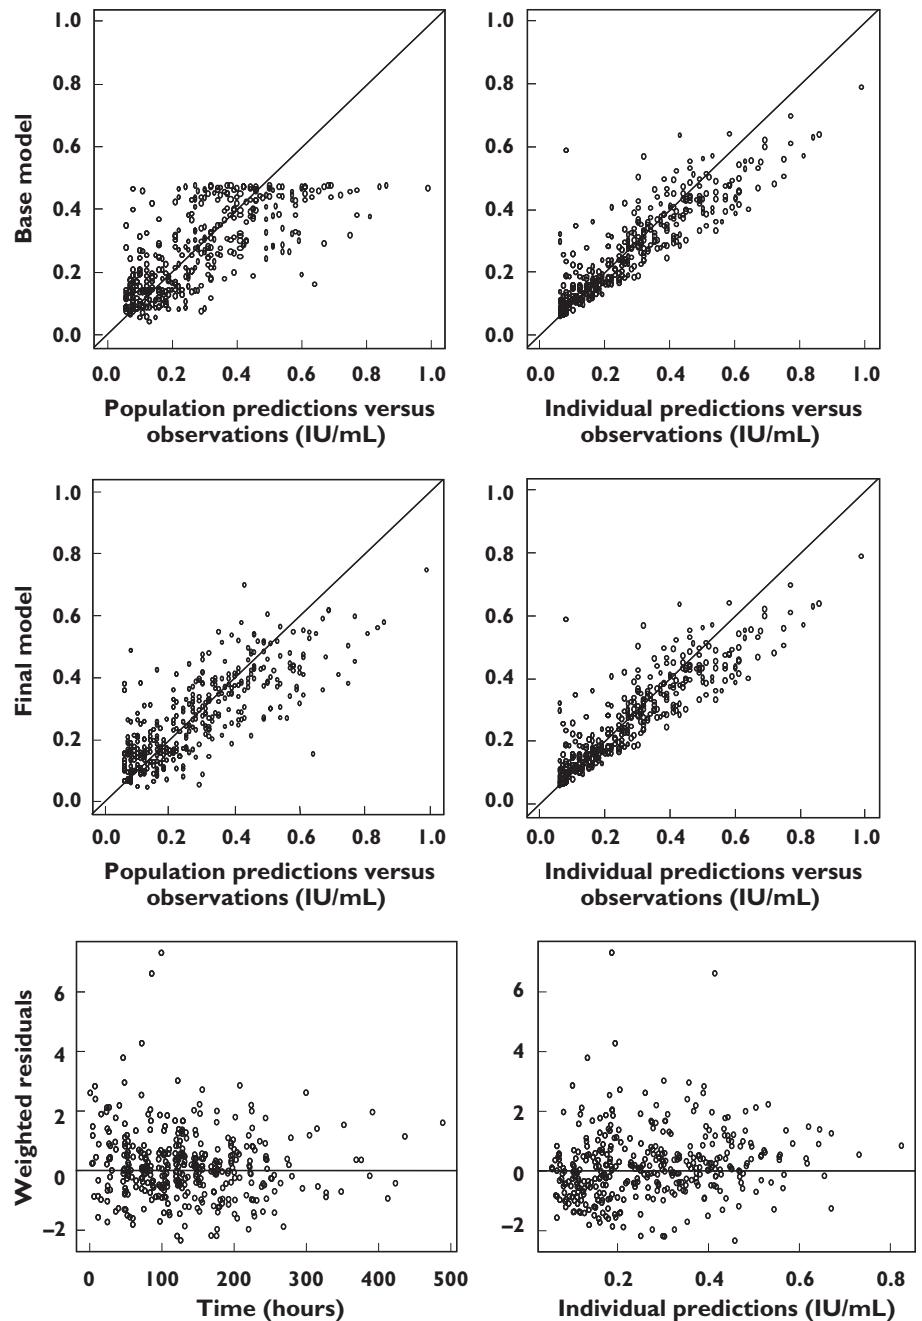 1.0
0.8
0.6
0.4
0.2
0.0
Base model
0.0 0.2 0.4 0.6 0.8 1.0
Population predictions versus
observations (IU/mL)
1.0
0.8
0.6
0.4
0.2
0.0
0.0 0.2 0.4 0.6 0.8 1.0
Individual predictions versus
observations (IU/mL)
1.0
0.8
0.6
0.4
0.2
0.0
Final model
0.0 0.2 0.4 0.6 0.8 1.0
Population predictions versus
observations (IU/mL)
1.0
0.8
0.6
0.4
0.2
0.0
0.0 0.2 0.4 0.6 0.8 1.0
Individual predictions versus
observations (IU/mL)
6
4
2
0
–2
Weighted residuals
0 100 200 300 400 500
Time (hours)
6
4
2
0
–2
0.2 0.4 0.6 0.8
Individual predictions (IU/mL)